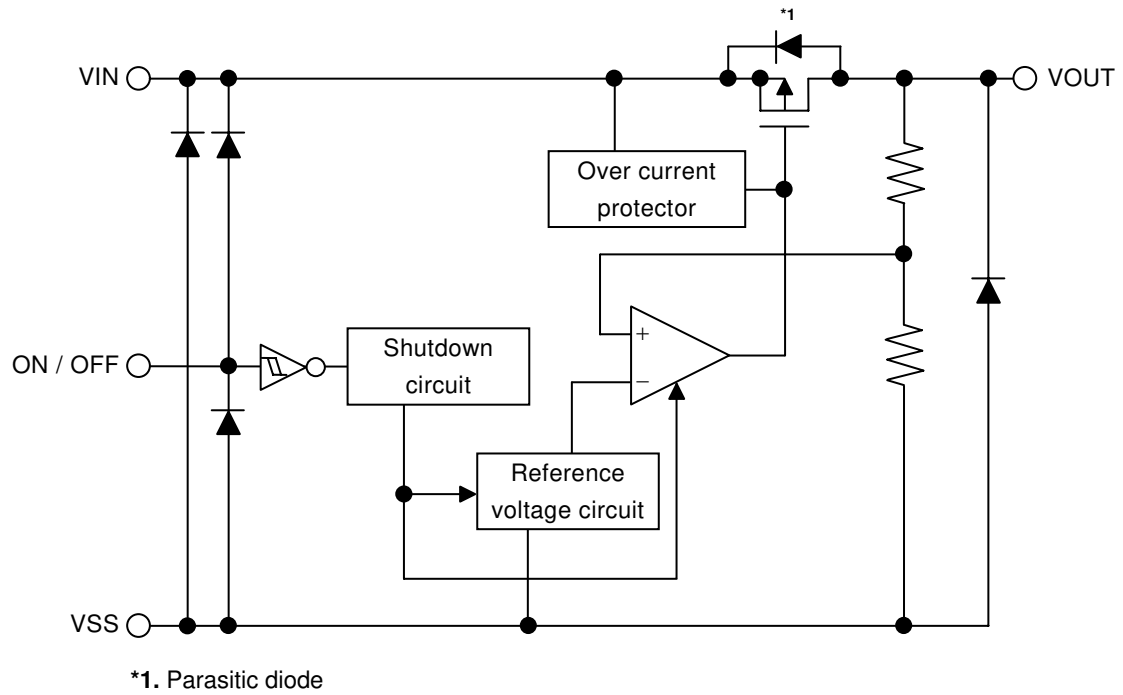 *1
VIN
VOUT
Over current
protector
+
−
ON / OFF
Shutdown
circuit
Reference
voltage circuit
VSS
*1. Parasitic diode